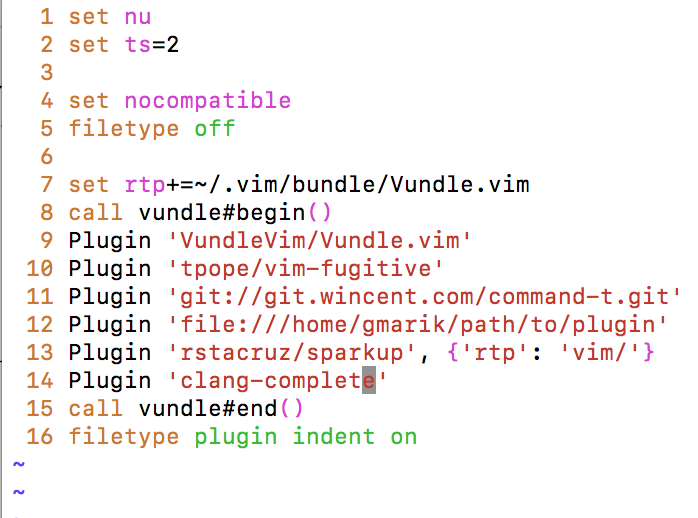 1 set nu
2 set ts=2
3
4 set nocompatible
5 filetype off
6
7 set rtp+=~/.vim/bundle/Vundle.vim
8 call vundle#begin()
9 Plugin 'VundleVim/Vundle.vim'
10 Plugin 'tpope/vim-fugitive'
11 Plugin 'git://git.wincent.com/command-t.git'
12 Plugin 'file:///home/gmarik/path/to/plugin'
13 Plugin 'rstacruz/sparkup', {'rtp': 'vim/'}
14 Plugin 'clang-complete'
15 call vundle#end()
16 filetype plugin indent on
~
~